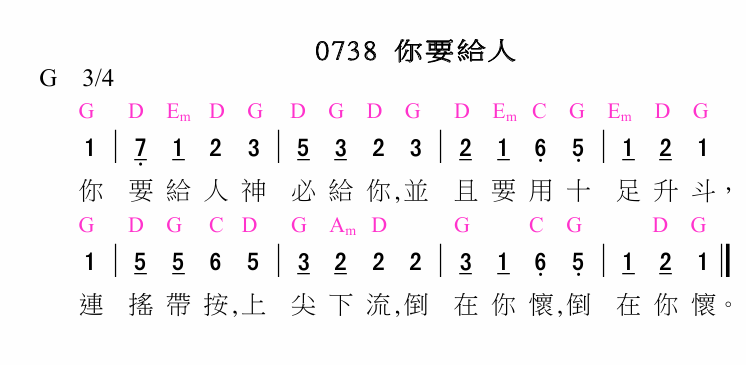 0738 你要給人
G 3/4
G D Em D G D G D G D Em C G Em D G
1 | 7 1 2 3 | 5 3 2 3 | 2 1 6 5 | 1 2 1
你 要 給 人 神 必 給 你,並 且 要 用 十 足 升 斗,
G D G C D G Am D G C G D G
1 | 5 5 6 5 | 3 2 2 2 | 3 1 6 5 | 1 2 1 ‖
連 搖 帶 按,上 尖 下 流,倒 在 你 懷,倒 在 你 懷。